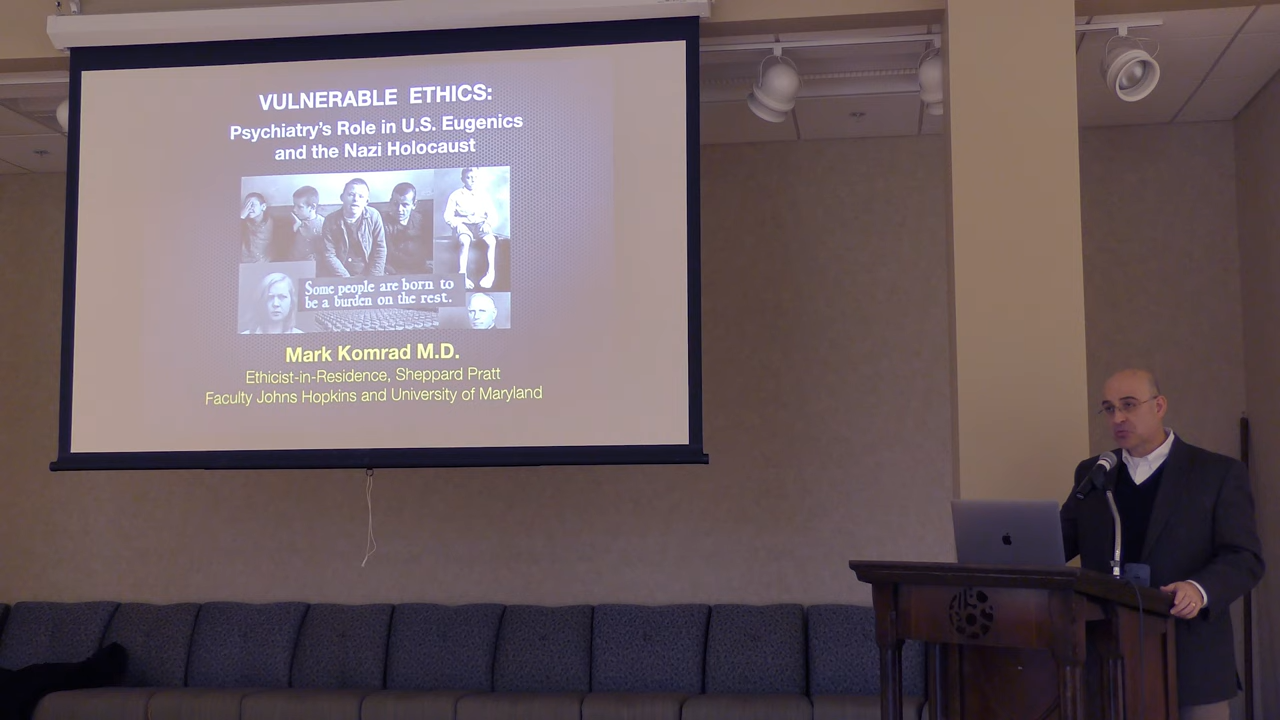 VULNERABLE ETHICS:
Psychiatry's Role in U.S. Eugenics
and the Nazi Holocaust
Some people are born to
be a burden on the rest.
Mark Komrad M.D.
Ethicist-in-Residence, Sheppard Pratt
Faculty Johns Hopkins and University of Maryland